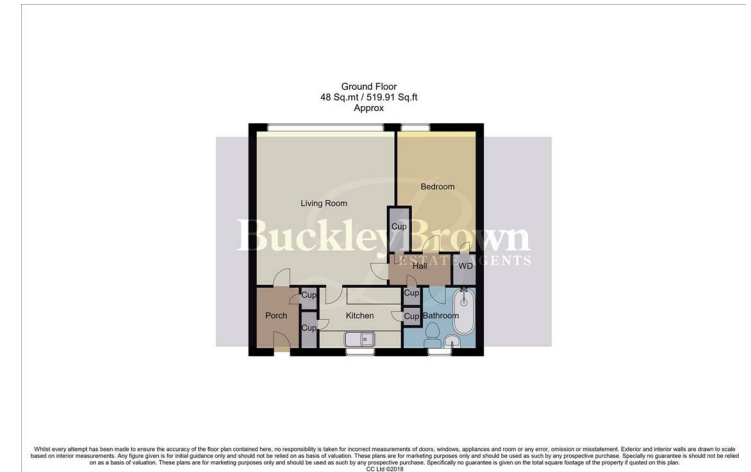 Ground Floor
48 Sq.mt / 519.91 Sq.ft
Approx
Bedroom
Living Room
Cup
BuckleyBrown
ESTATE AGENTS
Hall
WD
Cup
Cup
Porch
Kitchen
Cup
Bathroom
Cup
Whilst every attempt has been made to ensure the accuracy of the floor plan contained here, no responsibility is taken for incorrect measurements of doors, windows, appliances and room or any error, omission or misstatement. Exterior and interior walls are drawn to scale
based on interior measurements. Any figure given is for initial guidance only and should not be relied on as basis of valuation. These plans are for marketing purposes only and should be used as such by any prospective purchase. Specially no guarantee is should not be relied
on as a basis of valuation. These plans are for marketing purposes only and should be used as such by any prospective purchase. Specifically no guarantee is given on the total square footage of the property if quoted on this plan.
CC Ltd ©2018